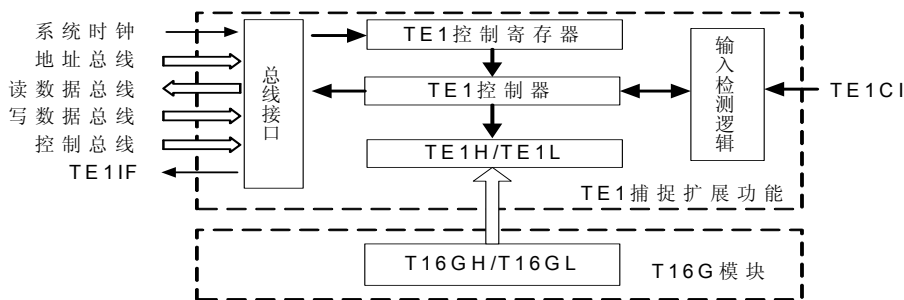 系统时钟
地址总线
读数据总线
写数据总线
控制总线
TE1IF
总线接口
TE1控制寄存器
TE1控制器
TE1H/TE1L
输入检测逻辑
TE1CI
TE1捕捉扩展功能
T16GH/T16GL
T16G模块